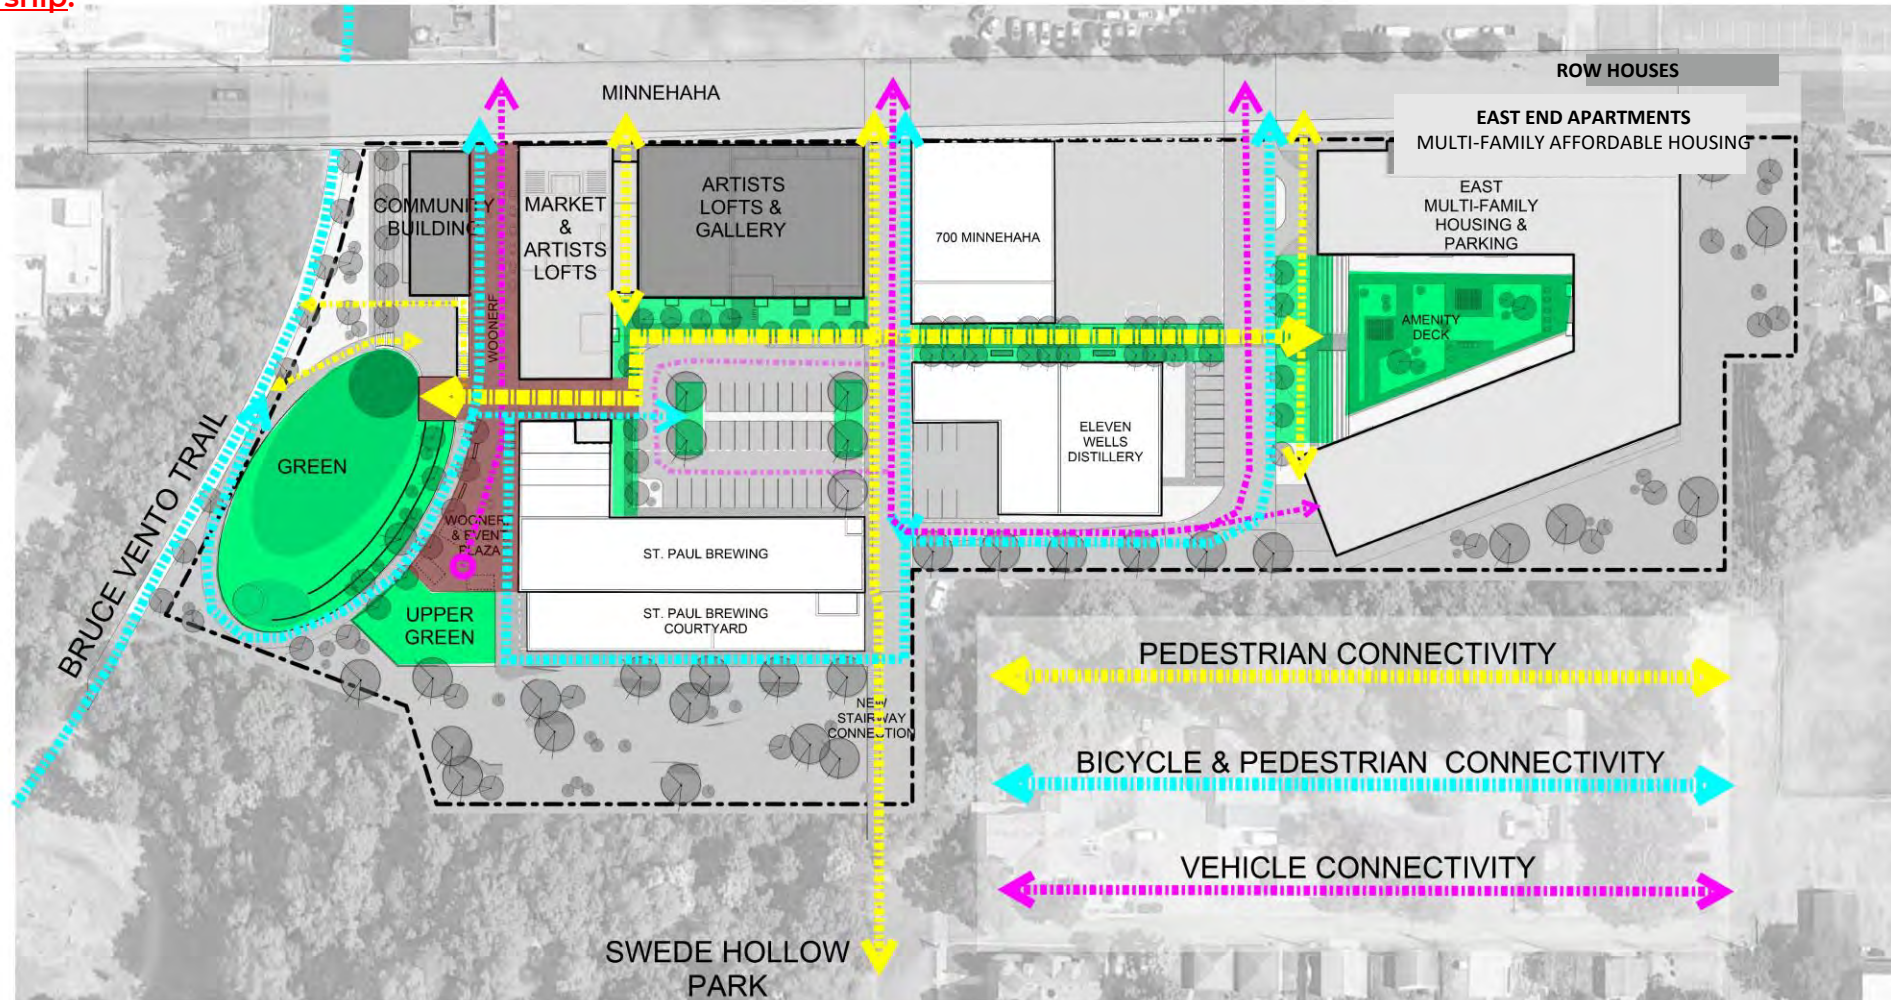 ship:
MINNEHAHA
ROW HOUSES
EAST END APARTMENTS
MULTI-FAMILY AFFORDABLE HOUSING
COMMUNITY
BUILDING
WOONERF
MARKET
&
ARTISTS
LOFTS
ARTISTS
LOFTS &
GALLERY
700 MINNEHAHA
EAST
MULTI-FAMILY
HOUSING &
PARKING
AMENITY
DECK
BRUCE VENTO TRAIL
GREEN
WOONERF
& EVENT
PLAZA
UPPER
GREEN
ST. PAUL BREWING
ST. PAUL BREWING
COURTYARD
ELEVEN
WELLS
DISTILLERY
NEW
STAIRWAY
CONNECTION
SWEDE HOLLOW
PARK
PEDESTRIAN CONNECTIVITY
BICYCLE & PEDESTRIAN CONNECTIVITY
VEHICLE CONNECTIVITY